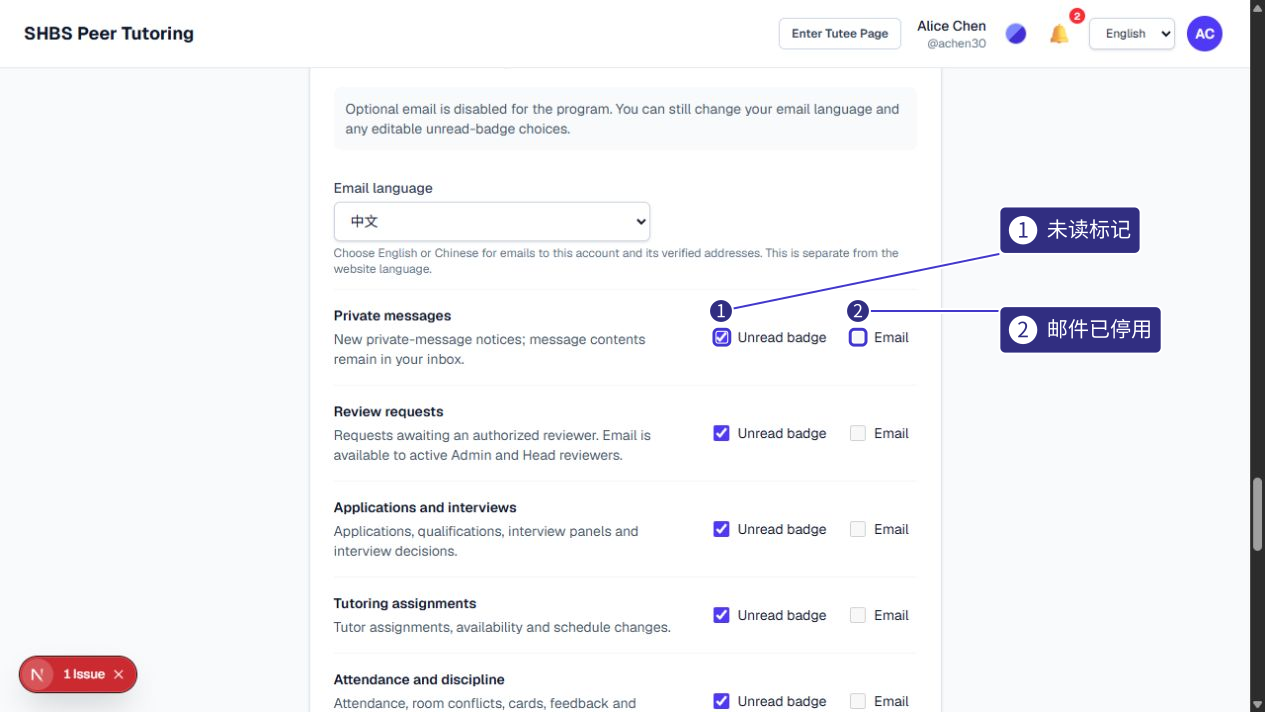 SHBS Peer Tutoring
Enter Tutee Page
Alice Chen
@achen30
2
English
AC
Optional email is disabled for the program. You can still change your email language and
any editable unread-badge choices.
Email language
中文
Choose English or Chinese for emails to this account and its verified addresses. This is separate from the
website language.
1 未读标记
Private messages
New private-message notices; message contents
remain in your inbox.
1
Unread badge
2
Email
2 邮件已停用
Review requests
Requests awaiting an authorized reviewer. Email is
available to active Admin and Head reviewers.
Unread badge
Email
Applications and interviews
Applications, qualifications, interview panels and
interview decisions.
Unread badge
Email
Tutoring assignments
Tutor assignments, availability and schedule changes.
Unread badge
Email
Attendance and discipline
Attendance, room conflicts, cards, feedback and
Unread badge
Email
N 1 Issue